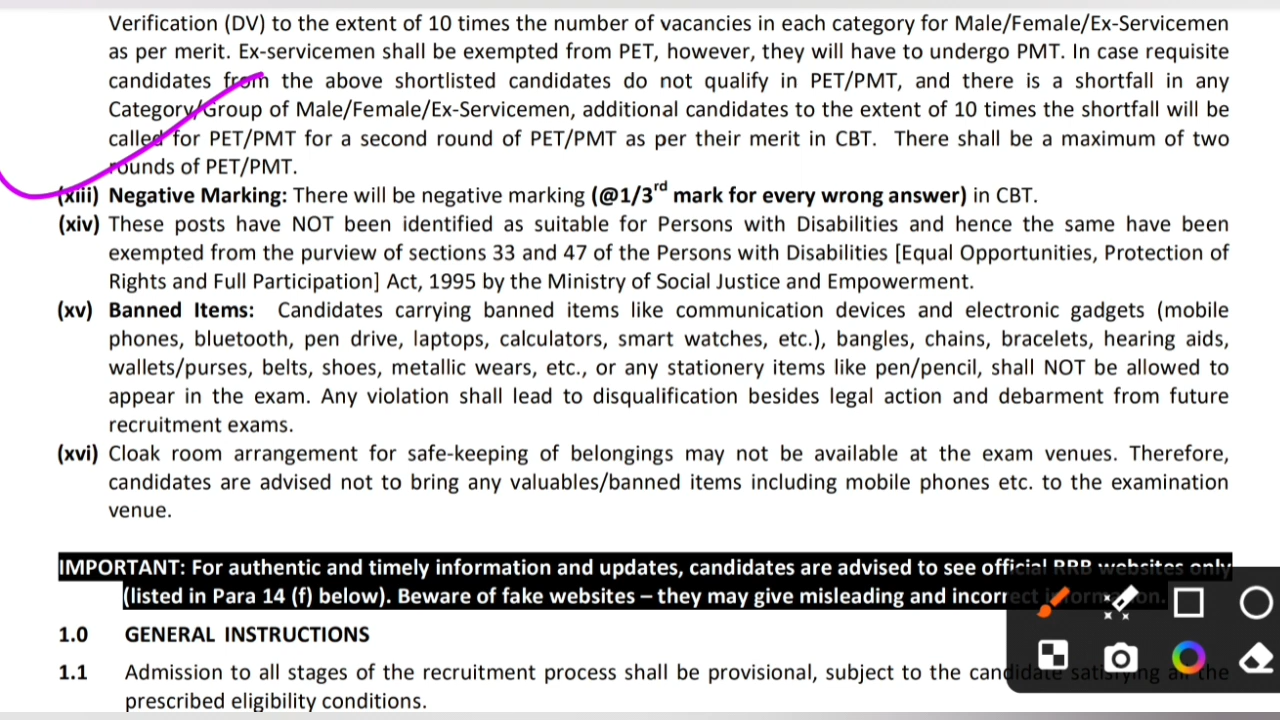 Verification (DV) to the extent of 10 times the number of vacancies in each category for Male/Female/Ex-Servicemen
as per merit. Ex-servicemen shall be exempted from PET, however, they will have to undergo PMT. In case requisite
candidates from the above shortlisted candidates do not qualify in PET/PMT, and there is a shortfall in any
Category/Group of Male/Female/Ex-Servicemen, additional candidates to the extent of 10 times the shortfall will be
called for PET/PMT for a second round of PET/PMT as per their merit in CBT. There shall be a maximum of two
rounds of PET/PMT.
(xiii) Negative Marking: There will be negative marking (@1/3rd mark for every wrong answer) in CBT.
(xiv) These posts have NOT been identified as suitable for Persons with Disabilities and hence the same have been
exempted from the purview of sections 33 and 47 of the Persons with Disabilities [Equal Opportunities, Protection of
Rights and Full Participation] Act, 1995 by the Ministry of Social Justice and Empowerment.
(xv) Banned Items: Candidates carrying banned items like communication devices and electronic gadgets (mobile
phones, bluetooth, pen drive, laptops, calculators, smart watches, etc.), bangles, chains, bracelets, hearing aids,
wallets/purses, belts, shoes, metallic wears, etc., or any stationery items like pen/pencil, shall NOT be allowed to
appear in the exam. Any violation shall lead to disqualification besides legal action and debarment from future
recruitment exams.
(xvi) Cloak room arrangement for safe-keeping of belongings may not be available at the exam venues. Therefore,
candidates are advised not to bring any valuables/banned items including mobile phones etc. to the examination
venue.
IMPORTANT: For authentic and timely information and updates, candidates are advised to see official RRB websites only
(listed in Para 14 (f) below). Beware of fake websites – they may give misleading and incorrect information.
1.0 GENERAL INSTRUCTIONS
1.1 Admission to all stages of the recruitment process shall be provisional, subject to the candidate satisfying all the
prescribed eligibility conditions.